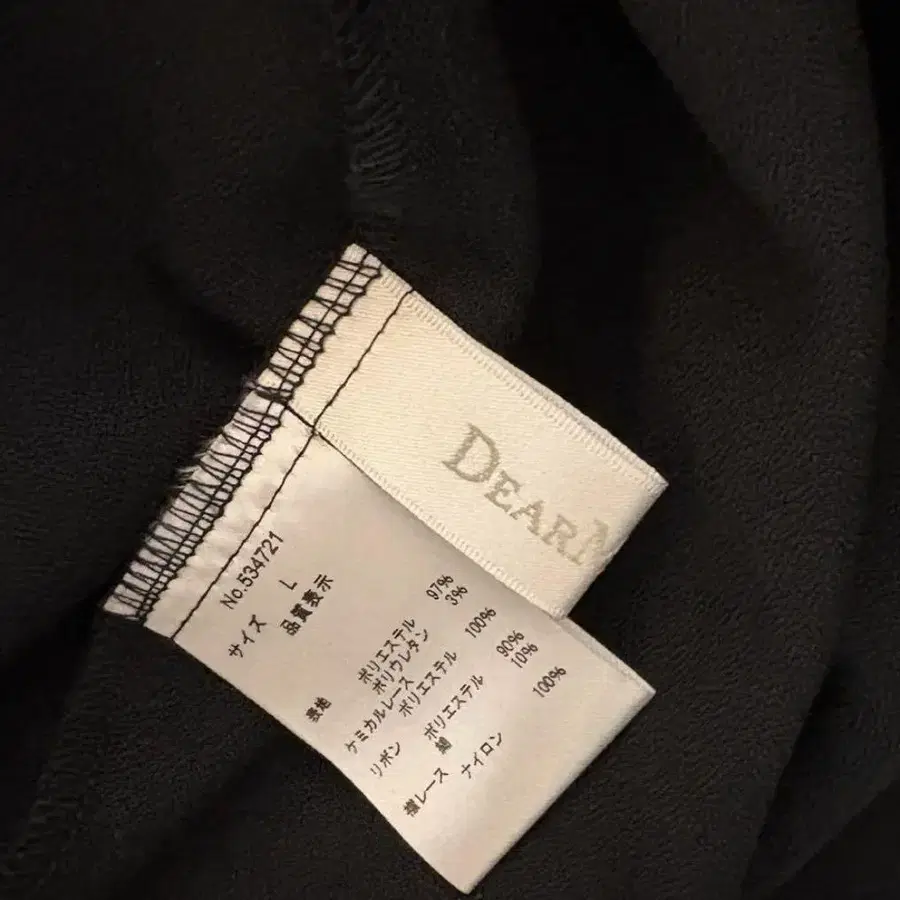 DEARM
No.534721
サイズ L
品質表示
表地 ポリエステル 97%
ポリウレタン 3%
ケミカルレース
ポリエステル 100%
リボン ポリエステル 90%
綿 10%
襟レース ナイロン 100%